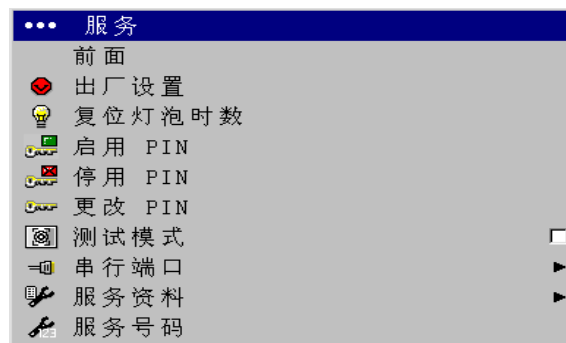 ••• 服务
前面
出厂设置
复位灯泡时数
启用 PIN
停用 PIN
更改 PIN
测试模式
串行端口
服务资料
服务号码
123